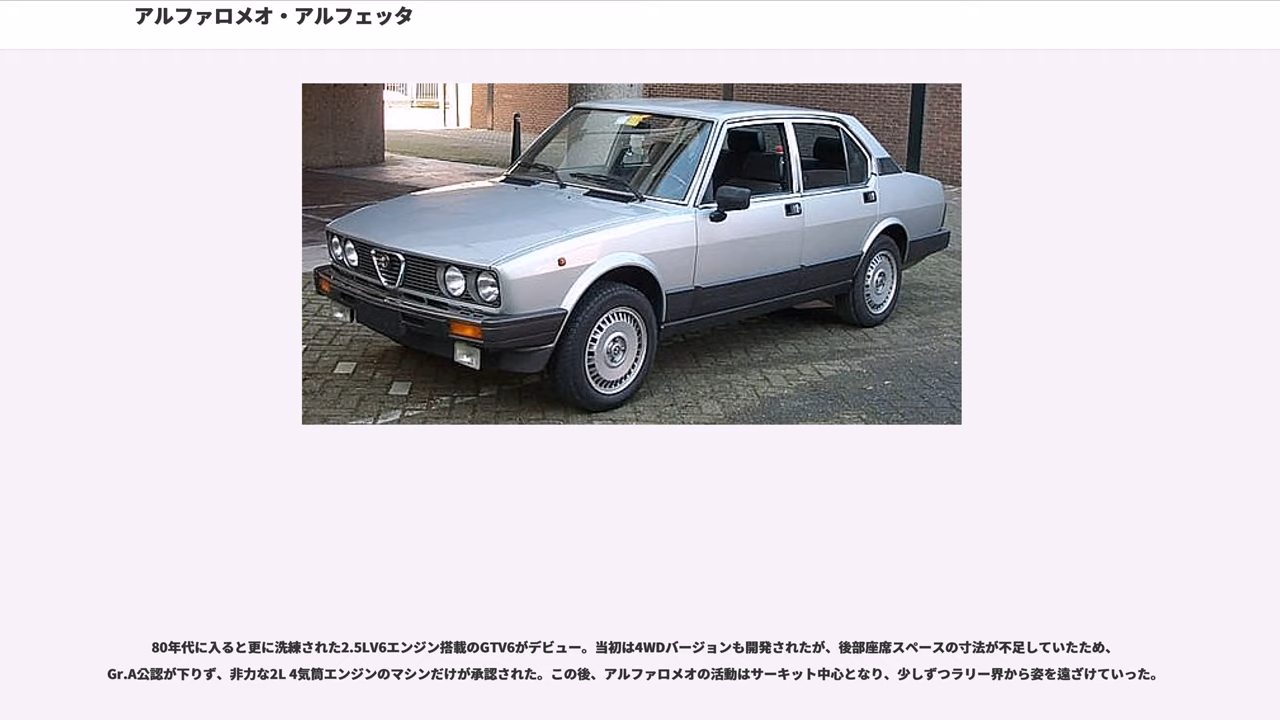 アルファロメオ・アルフェッタ
80年代に入ると更に洗練された2.5LV6エンジン搭載のGTV6がデビュー。当初は4WDバージョンも開発されたが、後部座席スペースの寸法が不足していたため、
Gr.A公認が下りず、非力な2L 4気筒エンジンのマシンだけが承認された。この後、アルファロメオの活動はサーキット中心となり、少しずつラリー界から姿を遠ざけていった。